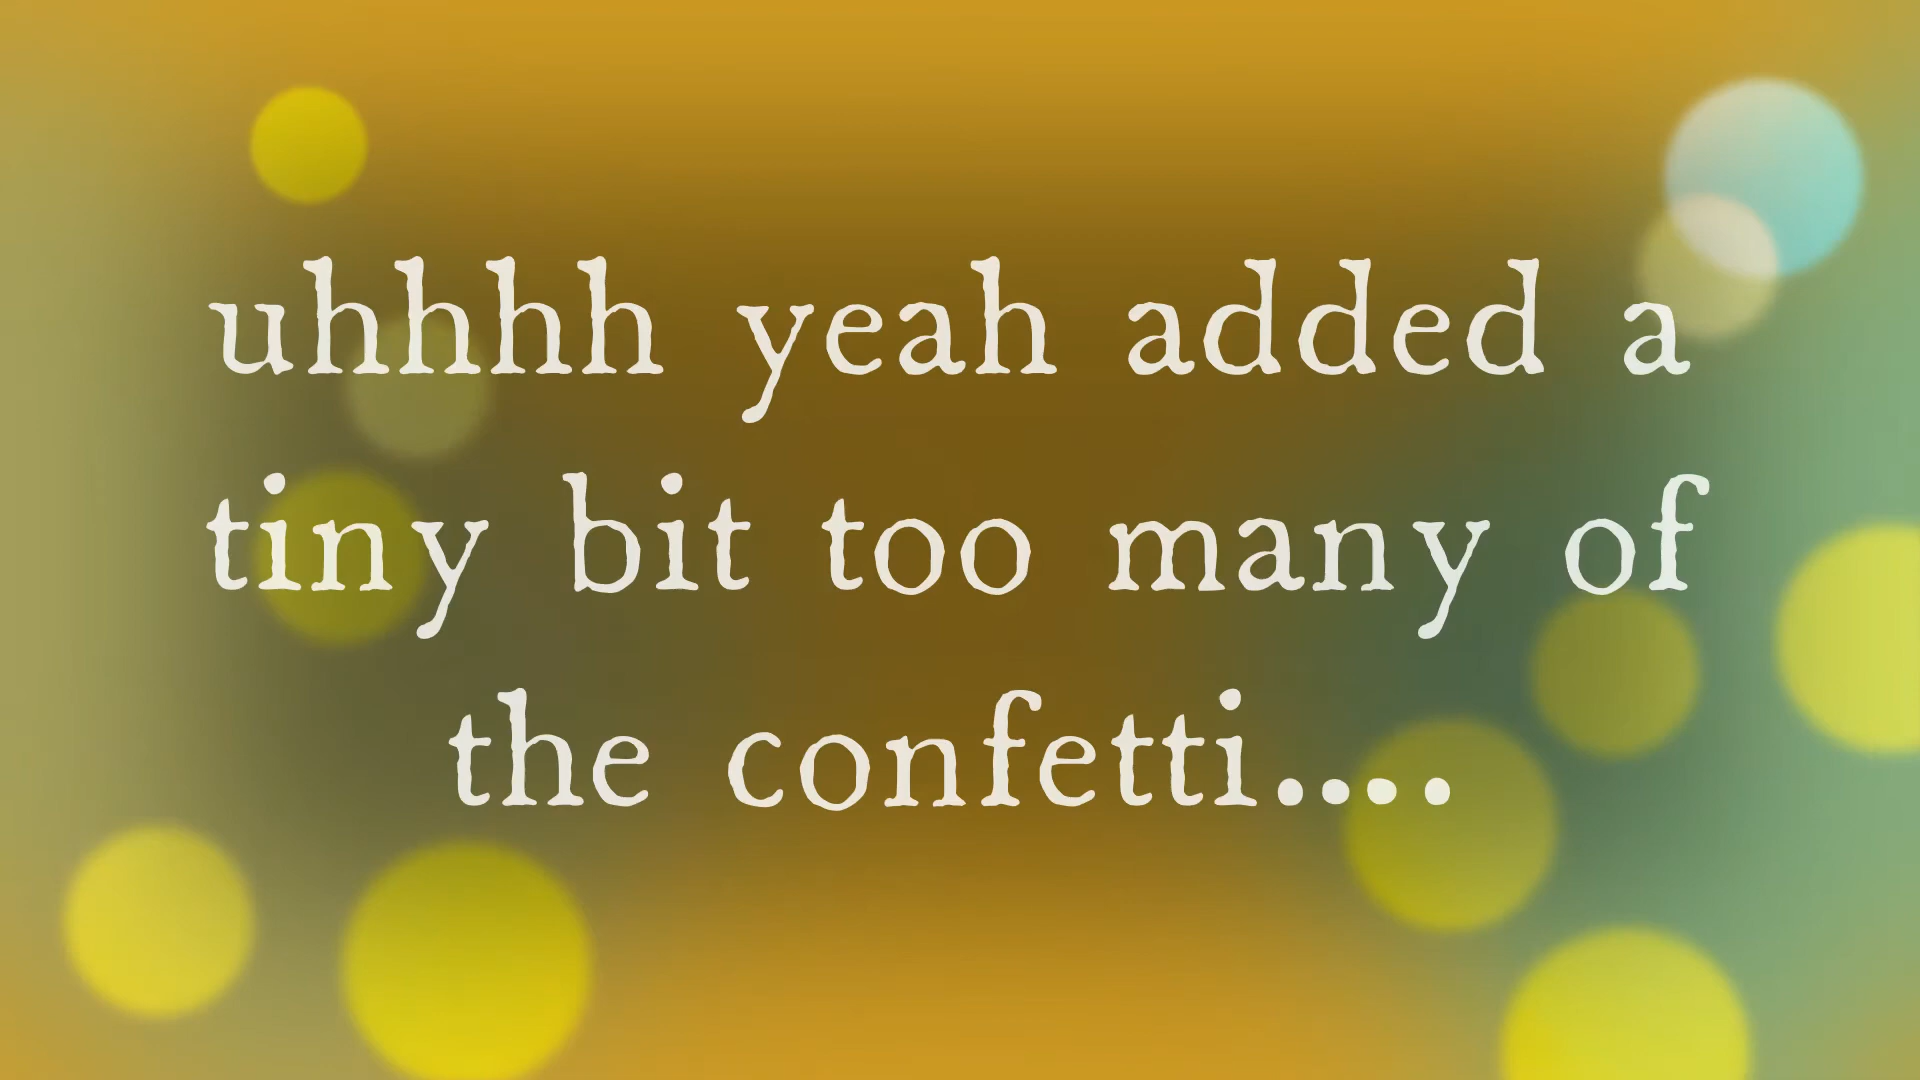 uhhhh yeah added a
tiny bit too many of
the confetti....